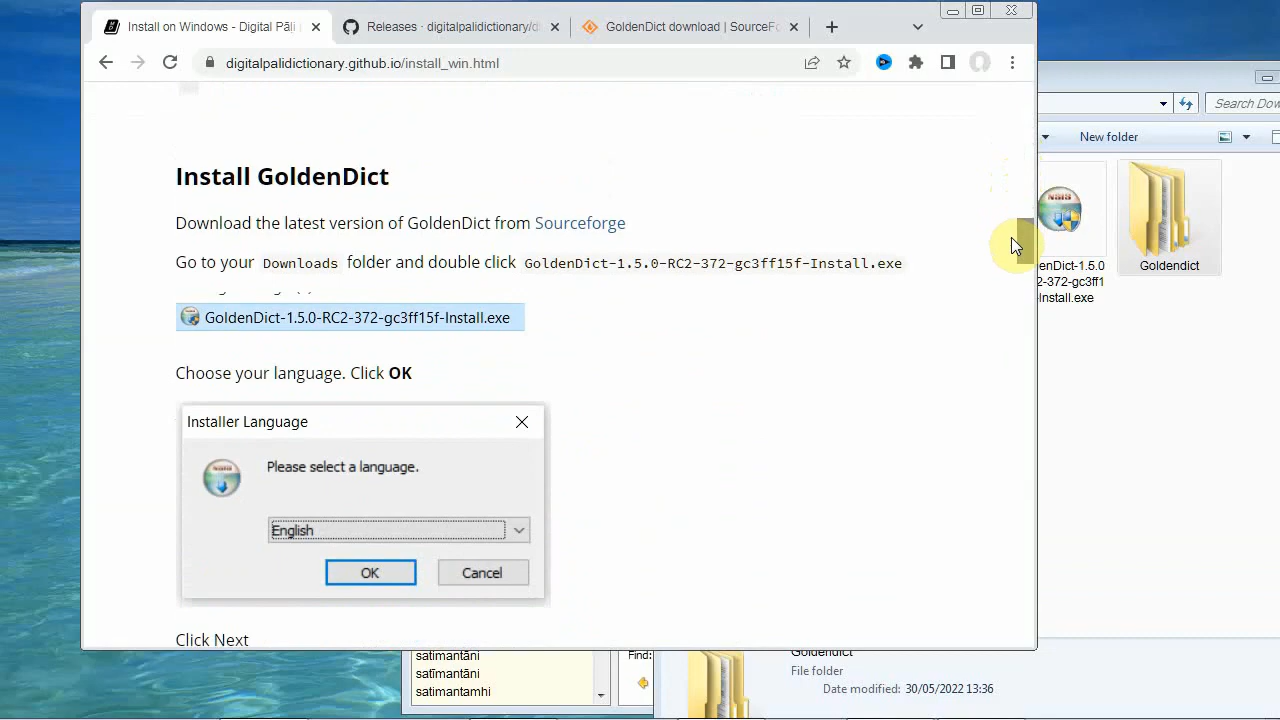 Install on Windows - Digital Pāḷi
Releases · digitalpalidictionary/d
GoldenDict download | SourceFo
digitalpalidictionary.github.io/install_win.html
Search Dow
New folder
Install GoldenDict
Download the latest version of GoldenDict from Sourceforge
Go to your Downloads folder and double click GoldenDict-1.5.0-RC2-372-gc3ff15f-Install.exe
enDict-1.5.0
2-372-gc3ff1
Install.exe
Goldendict
GoldenDict-1.5.0-RC2-372-gc3ff15f-Install.exe
Choose your language. Click OK
Installer Language
Please select a language.
English
OK
Cancel
Click Next
satimantāni
satimantāni
satimantamhi
Find:
Goldendict
File folder
Date modified: 30/05/2022 13:36